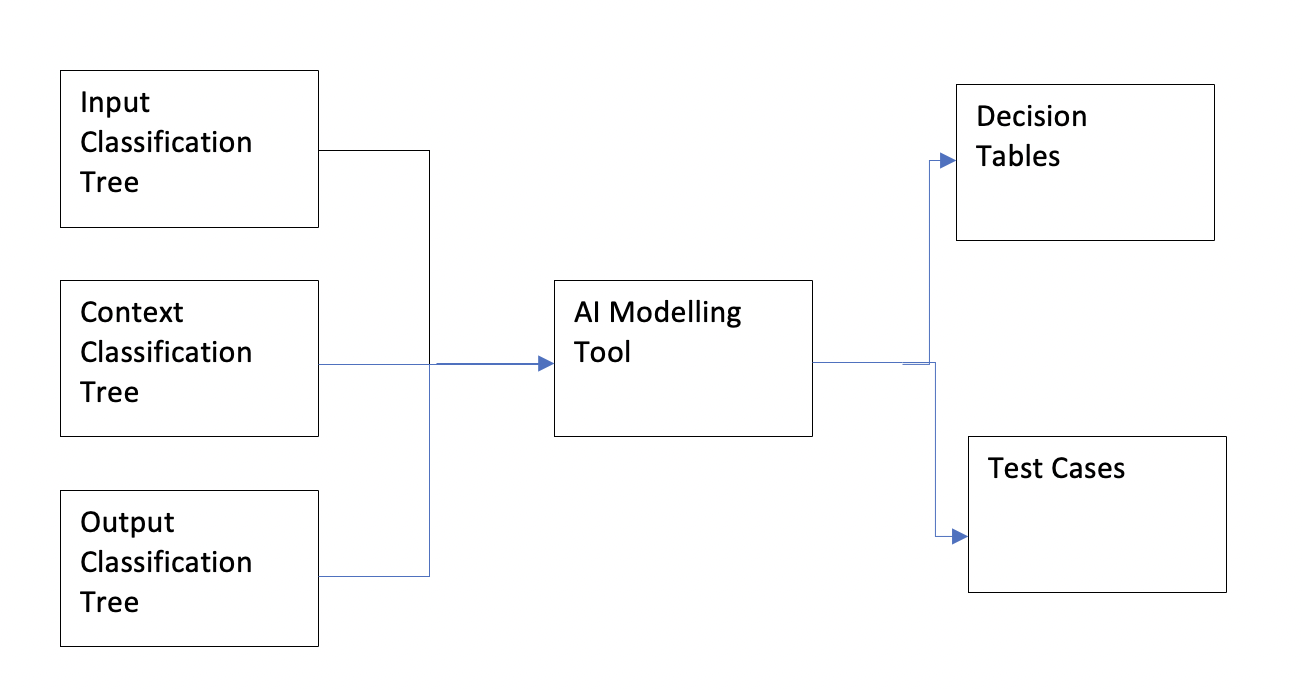 Input
Classification
Tree
Context
Classification
Tree
Output
Classification
Tree
AI Modelling
Tool
Decision
Tables
Test Cases